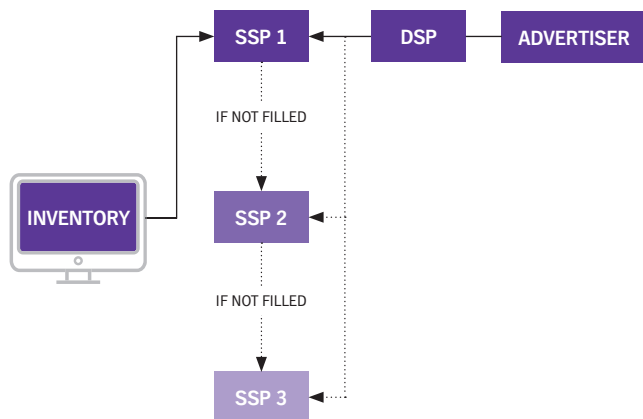 SSP 1
DSP
ADVERTISER
IF NOT FILLED
INVENTORY
SSP 2
IF NOT FILLED
SSP 3